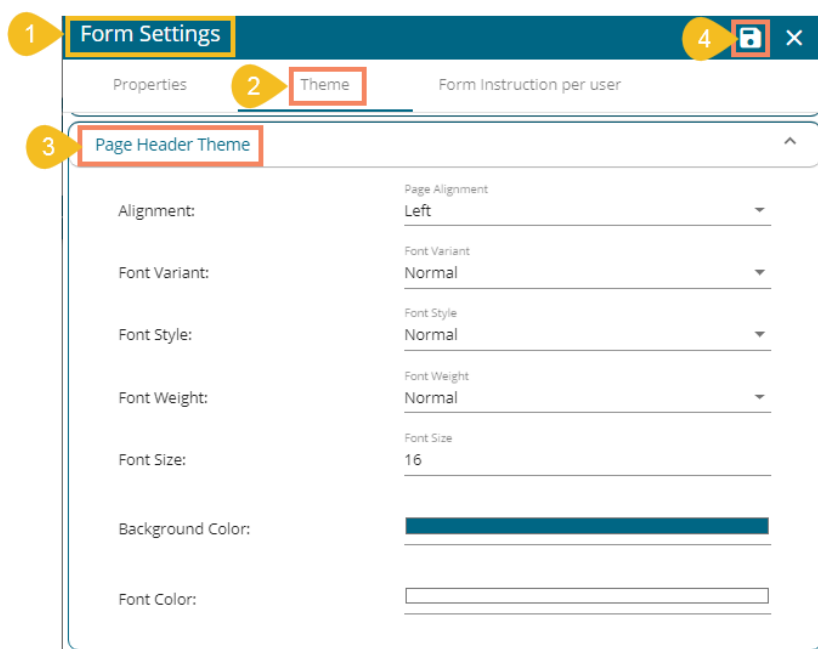 1
Form Settings
4
Properties
2
Theme
Form Instruction per user
3
Page Header Theme
Page Alignment
Alignment:
Left
Font Variant
Font Variant:
Normal
Font Style
Font Style:
Normal
Font Weight
Font Weight:
Normal
Font Size
Font Size:
16
Background Color:
Font Color: